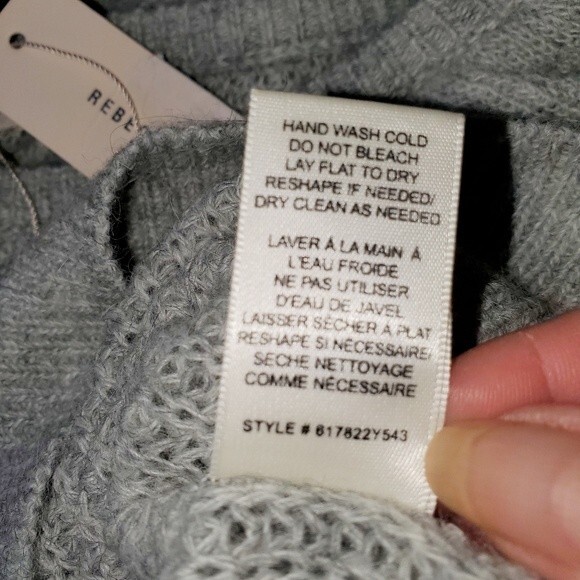 REBE
HAND WASH COLD
DO NOT BLEACH
LAY FLAT TO DRY
RESHAPE IF NEEDED/
DRY CLEAN AS NEEDED
LAVER À LA MAIN À
L'EAU FROIDE
NE PAS UTILISER
D'EAU DE JAVEL
LAISSER SÈCHER À PLAT
RESHAPE SI NÉCESSAIRE/
SECHE NETTOYAGE
COMME NÉCESSAIRE
STYLE # 617822Y543